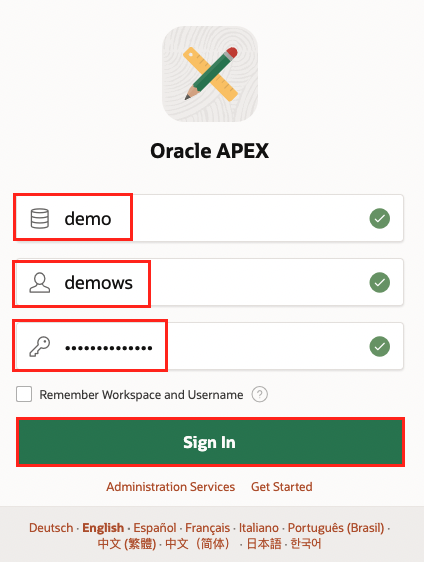 Oracle APEX
demo
demows
••••••••••••••
Remember Workspace and Username ?
Sign In
Administration Services Get Started
Deutsch · English · Español · Français · Italiano · Português (Brasil) ·
中文 (繁體) · 中文（简体） · 日本語 · 한국어